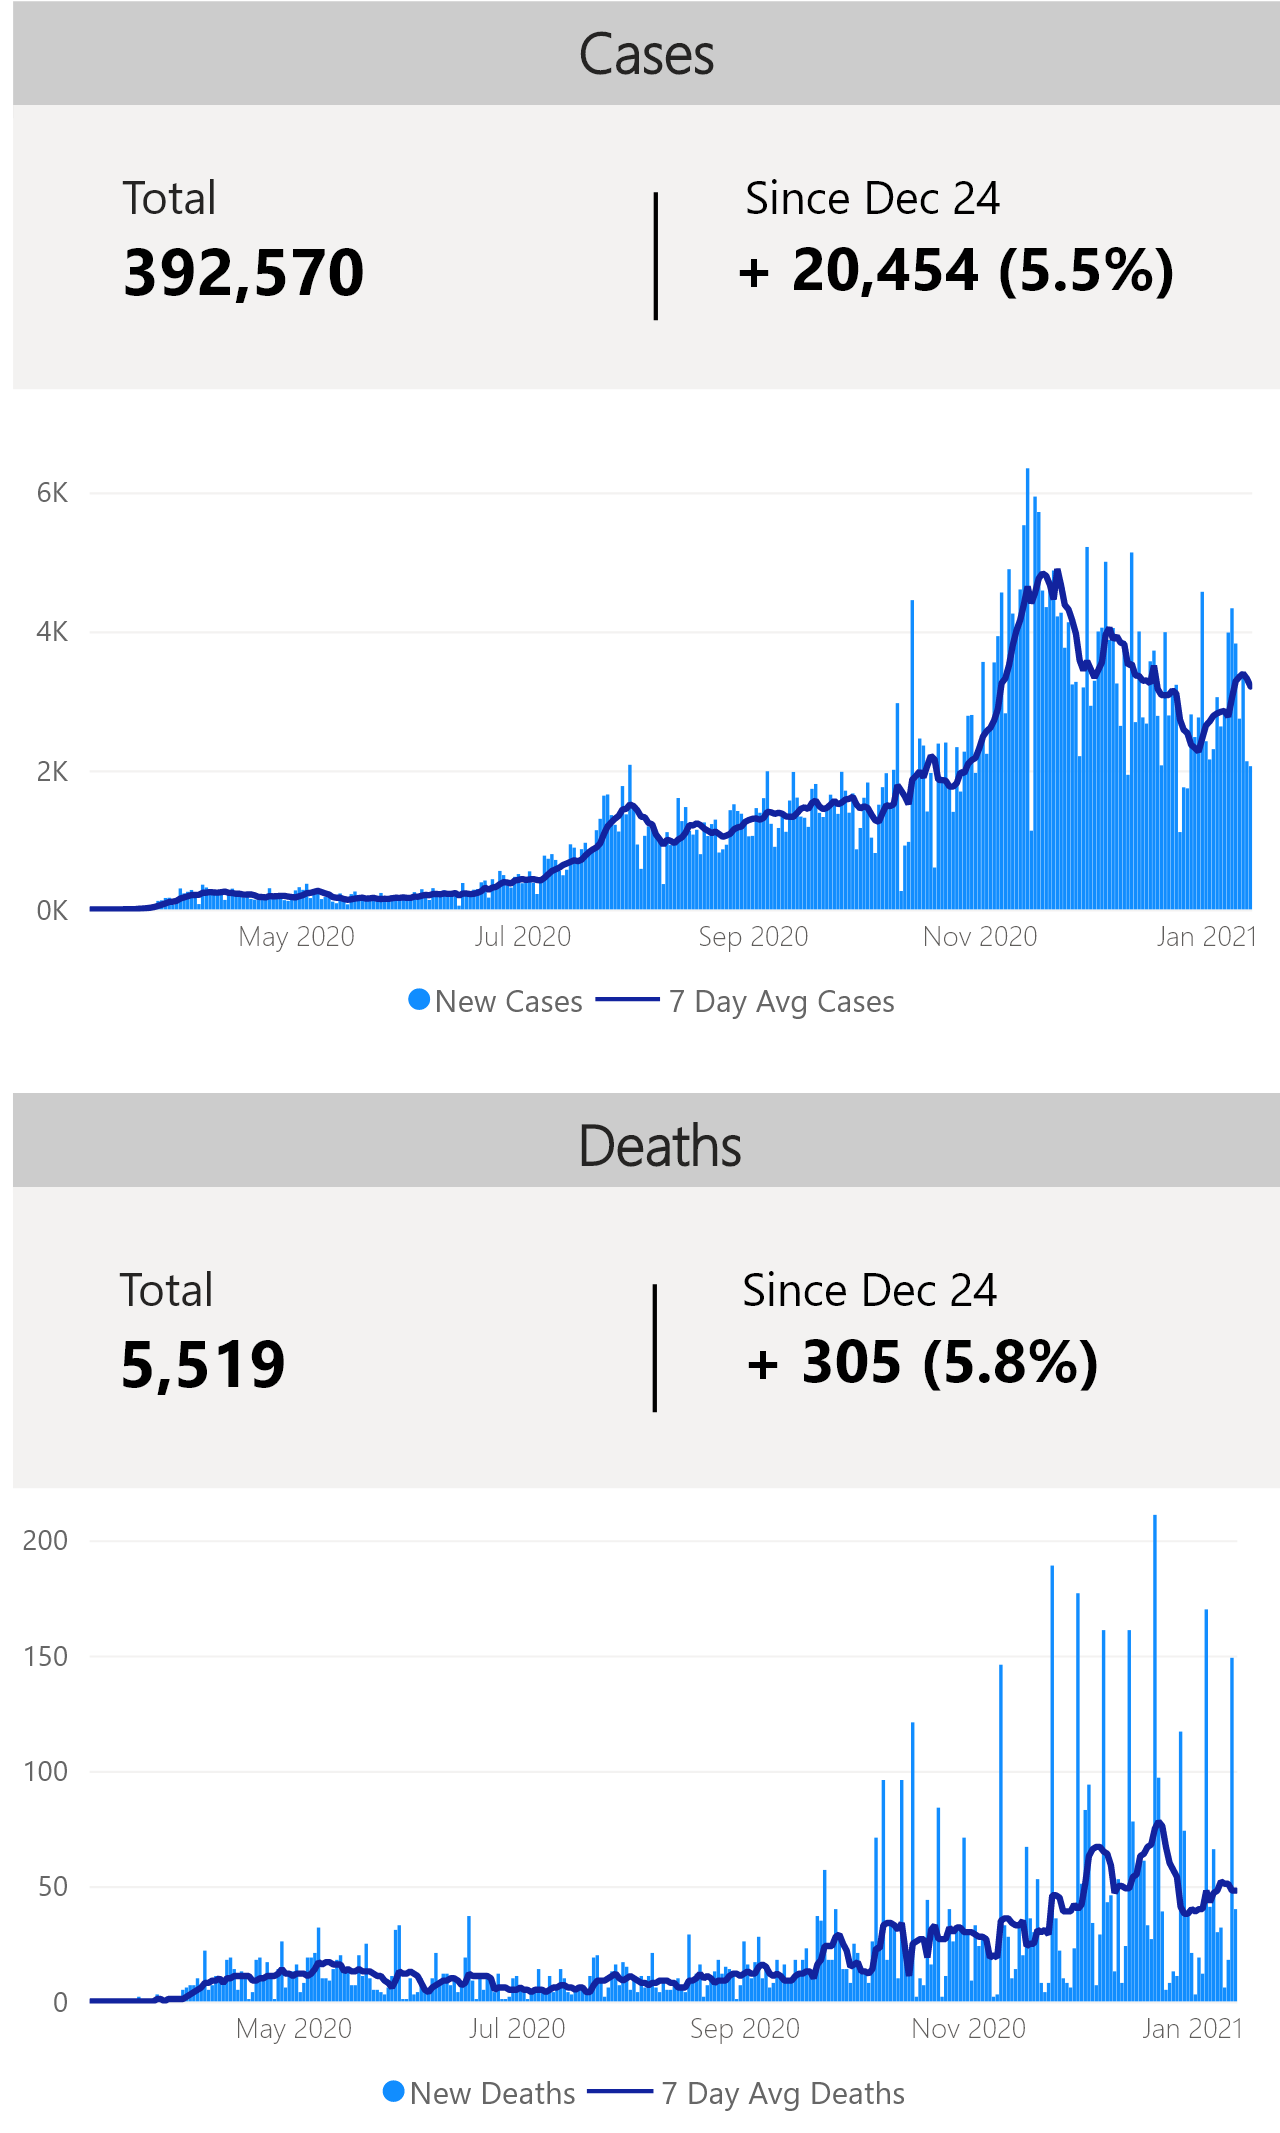 Cases
Total
Since Dec 24
392,570
+ 20,454 (5.5%)
6K
4K
2K
0K
May 2020
Jul 2020
Sep 2020
Nov 2020
Jan 2021
New Cases
7 Day Avg Cases
Deaths
Total
Since Dec 24
5,519
+ 305 (5.8%)
200
150
100
50
0
May 2020
Jul 2020
Sep 2020
Nov 2020
Jan 2021
New Deaths
7 Day Avg Deaths